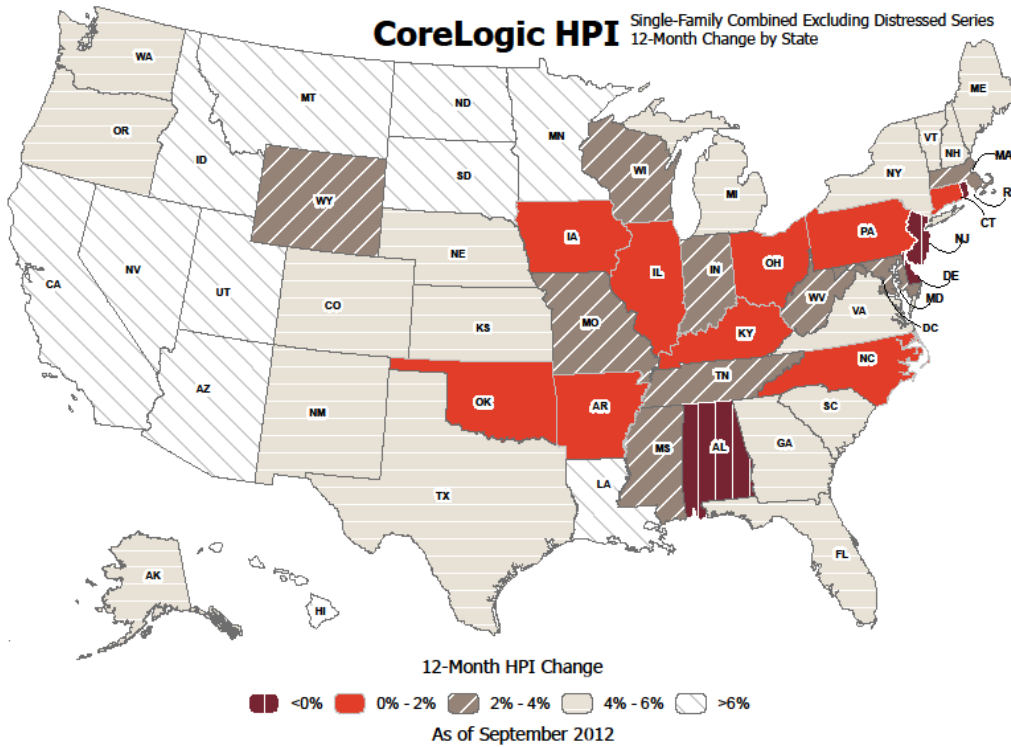 CoreLogic HPI
Single-Family Combined Excluding Distressed Series
12-Month Change by State
WA
ME
MT
ND
VT
OR
MN
NH
MA
ID
WI
NY
SD
R
WY
MI
CT
IA
PA
NJ
NE
NV
IL
IN
OH
DE
CA
UT
CO
WV
MD
MO
VA
DC
KS
KY
NC
TN
AZ
OK
AR
NM
SC
MS
AL
GA
LA
TX
FL
AK
HI
12-Month HPI Change
<0% 0% - 2% 2% - 4% 4% - 6% >6%
As of September 2012